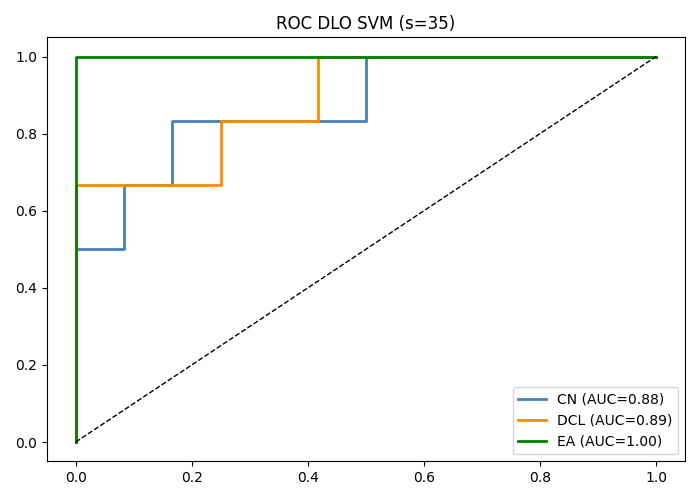 ROC DLO SVM (s=35)
1.0
0.8
0.6
0.4
0.2
0.0
0.0 0.2 0.4 0.6 0.8 1.0
CN (AUC=0.88)
DCL (AUC=0.89)
EA (AUC=1.00)